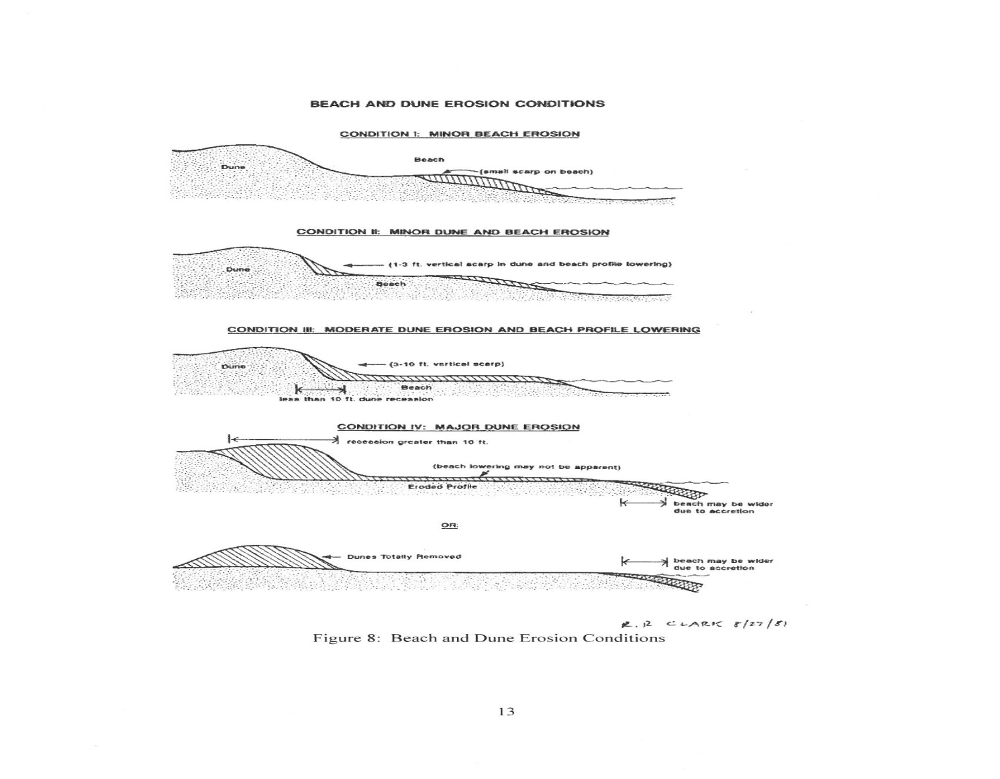 BEACH AND DUNE EROSION CONDITIONS
CONDITION I: MINOR BEACH EROSION
Dune
Beach
(small scarp on beach)
CONDITION II: MINOR DUNE AND BEACH EROSION
Dune
(1-3 ft. vertical scarp in dune and beach profile lowering)
Beach
CONDITION III: MODERATE DUNE EROSION AND BEACH PROFILE LOWERING
Dune
(3-10 ft. vertical scarp)
Beach
less than 10 ft. dune recession
CONDITION IV: MAJOR DUNE EROSION
recession greater than 10 ft.
(beach lowering may not be apparent)
Eroded Profile
beach may be wider
due to accretion
OR:
Dunes Totally Removed
beach may be wider
due to accretion
R. R CLARK 8/27/81
Figure 8: Beach and Dune Erosion Conditions
13